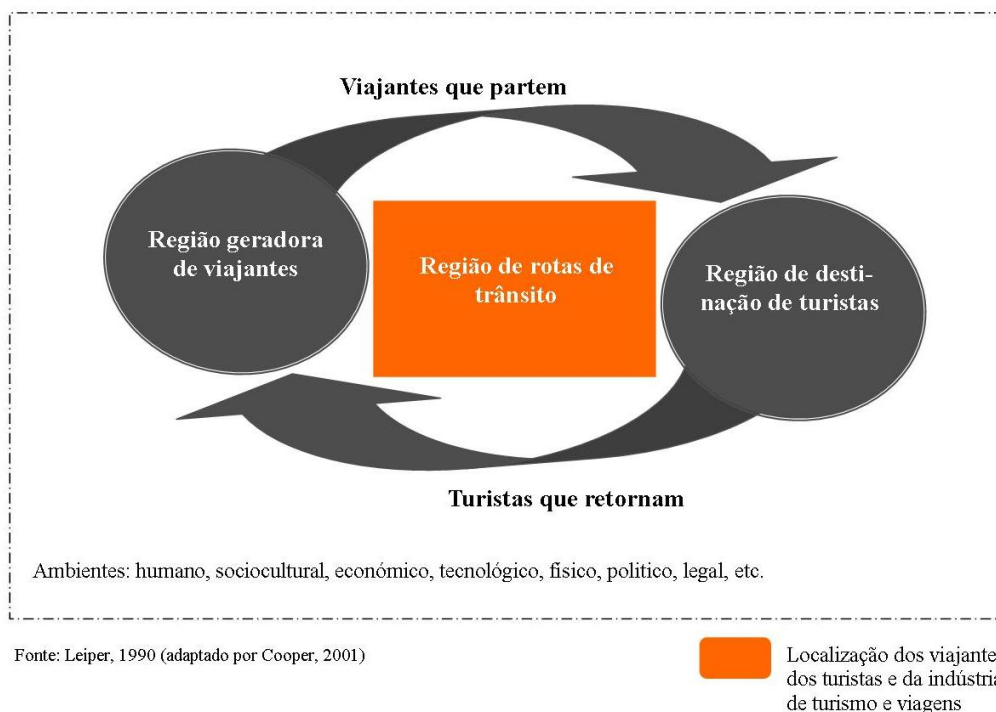 Viajantes que partem
Região geradora
de viajantes
Região de rotas de
trânsito
Região de desti-
nação de turistas
Turistas que retornam
Ambientes: humano, sociocultural, económico, tecnológico, físico, politico, legal, etc.
Fonte: Leiper, 1990 (adaptado por Cooper, 2001)
Localização dos viajante
dos turistas e da indústria
de turismo e viagens